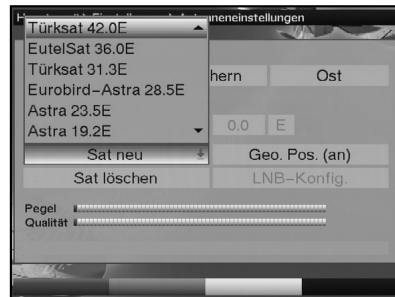 nneneinstellungen
Türksat 42.0E
EutelSat 36.0E
Türksat 31.3E
Eurobird-Astra 28.5E
Astra 23.5E
Astra 19.2E
hern
Ost
0.0
E
Sat neu
Geo. Pos. (an)
Sat löschen
LNB-Konfig.
Pegel
Qualität